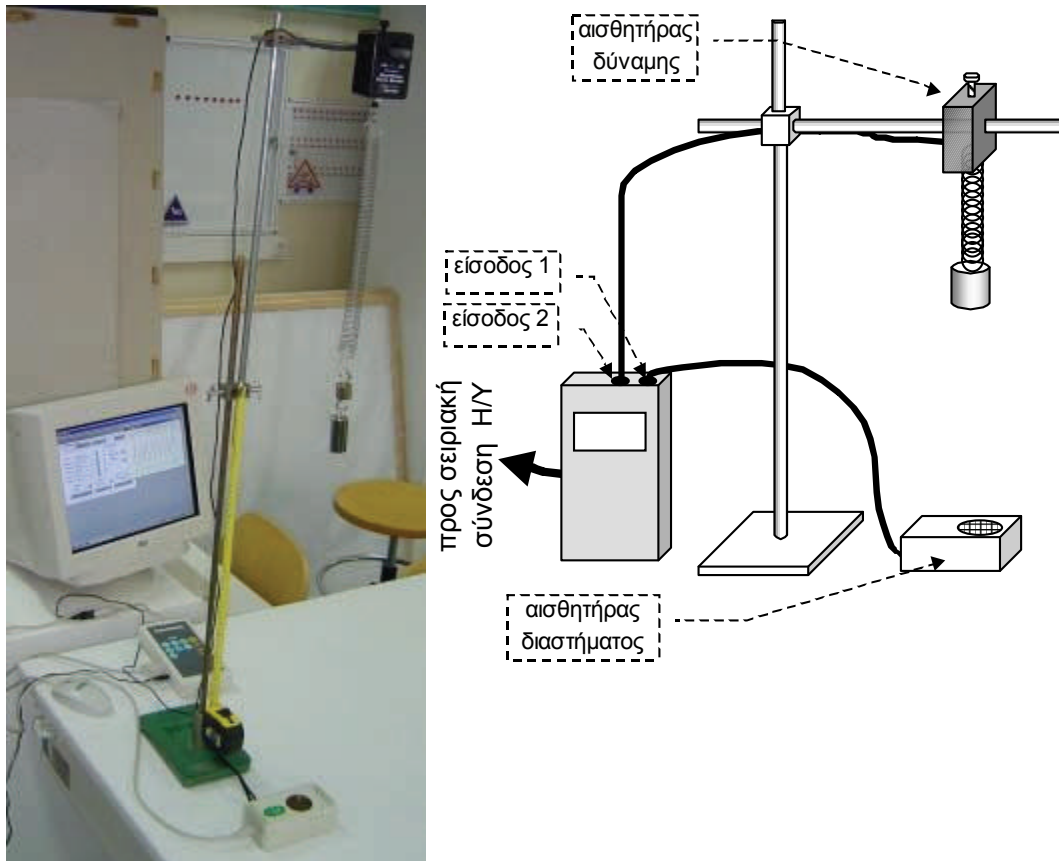 αισθητήρας
δύναμης
είσοδος 1
είσοδος 2
προς σειριακή
σύνδεση Η/Υ
αισθητήρας
διαστήματος